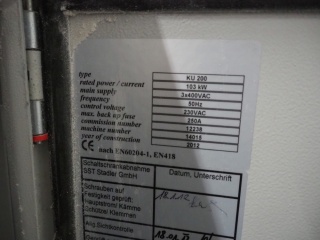 type KU 200
rated power / current 103 kW
main supply 3x400VAC
frequency 50Hz
control voltage 230VAC
max. back up fuse 250A
commission number 12238
machine number 14018
year of construction 2012
CE nach EN60204-1, EN418
Schaltschrankabnahme
SST Stadler GmbH
Datum, Unterschrift
Schrauben auf
Festigkeit geprüft:
Hauptstrom/ Kämme
Schütze/ Klemmen